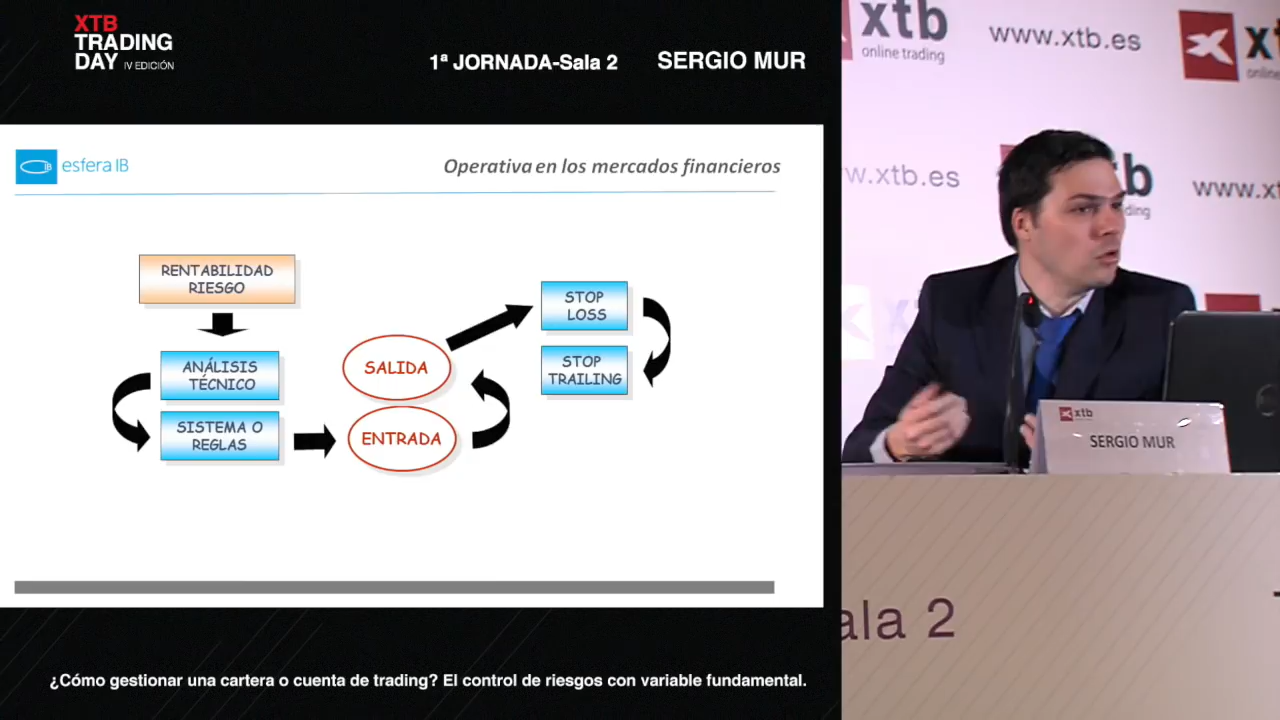 XTB
TRADING
DAY IV EDICIÓN
1ª JORNADA-Sala 2 SERGIO MUR
esfera IB
Operativa en los mercados financieros
RENTABILIDAD
RIESGO
ANÁLISIS
TÉCNICO
SISTEMA O
REGLAS
SALIDA
ENTRADA
STOP
LOSS
STOP
TRAILING
¿Cómo gestionar una cartera o cuenta de trading? El control de riesgos con variable fundamental.
xtb
online trading
www.xtb.es
w.xtb.es
tb
ding
www.xt
xtb
SERGIO MUR
ala 2